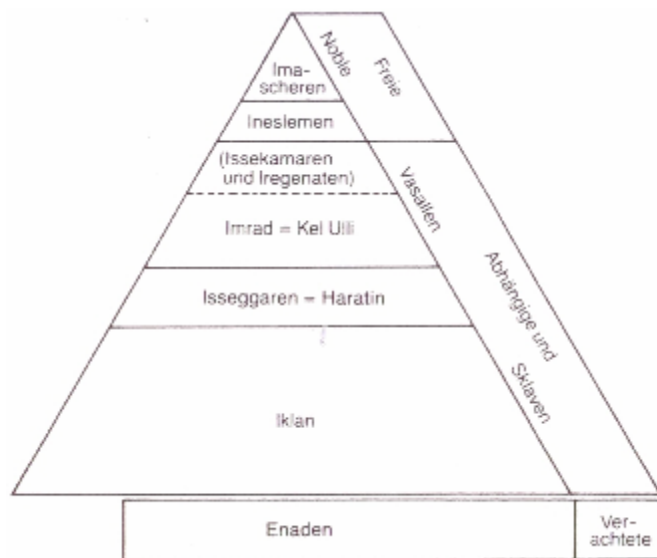 Ima-
scheren
Noble
Freie
Ineslemen
(Issekamaren
und Iregenaten)
Vasallen
Imrad = Kel Ulli
Abhängige und
Isseggaren = Haratin
Sklaven
Iklan
Enaden
Ver-
achtete